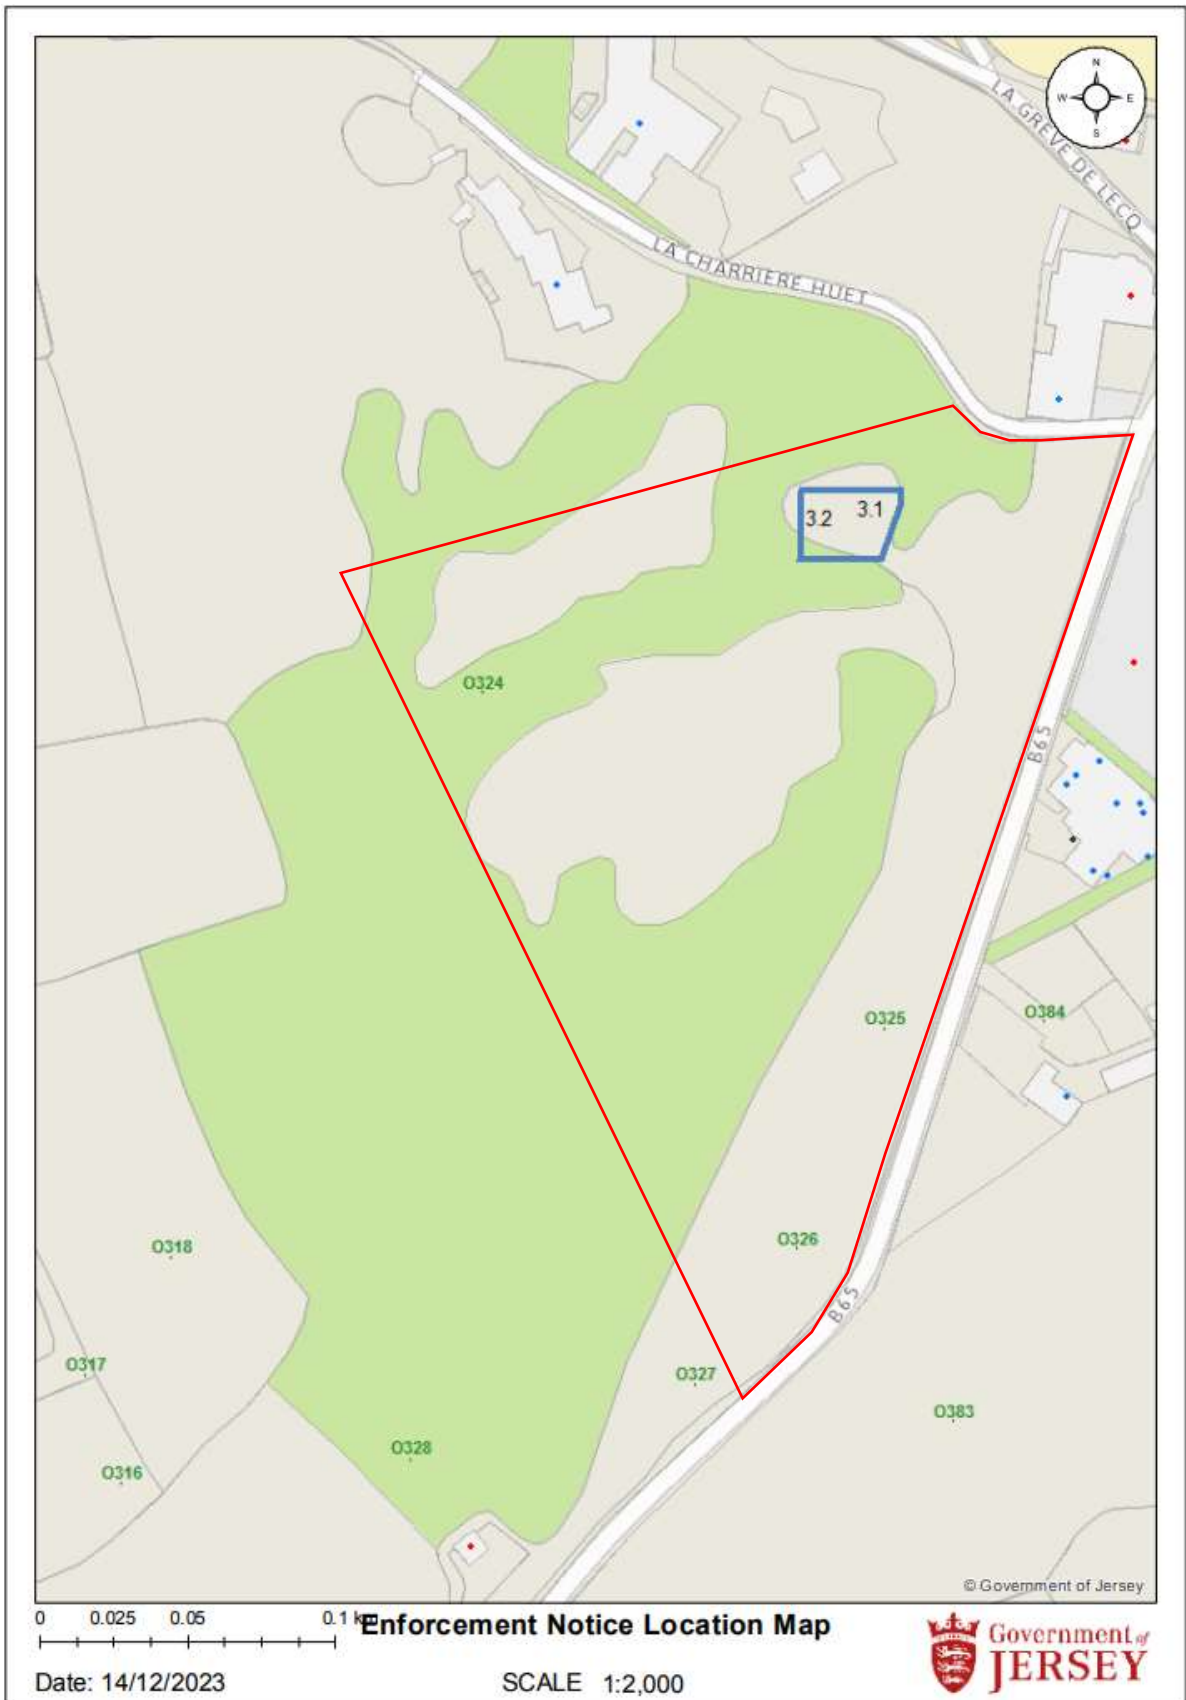 N
W E
S
LA GREVE DE LECQ
LA CHARRIERE HUET
3.2 3.1
O324
B65
O325
O384
O326
O318
B65
O317
O327
O383
O328
O316
© Government of Jersey
0 0.025 0.05 0.1 km
Enforcement Notice Location Map
Government of
JERSEY
Date: 14/12/2023
SCALE 1:2,000